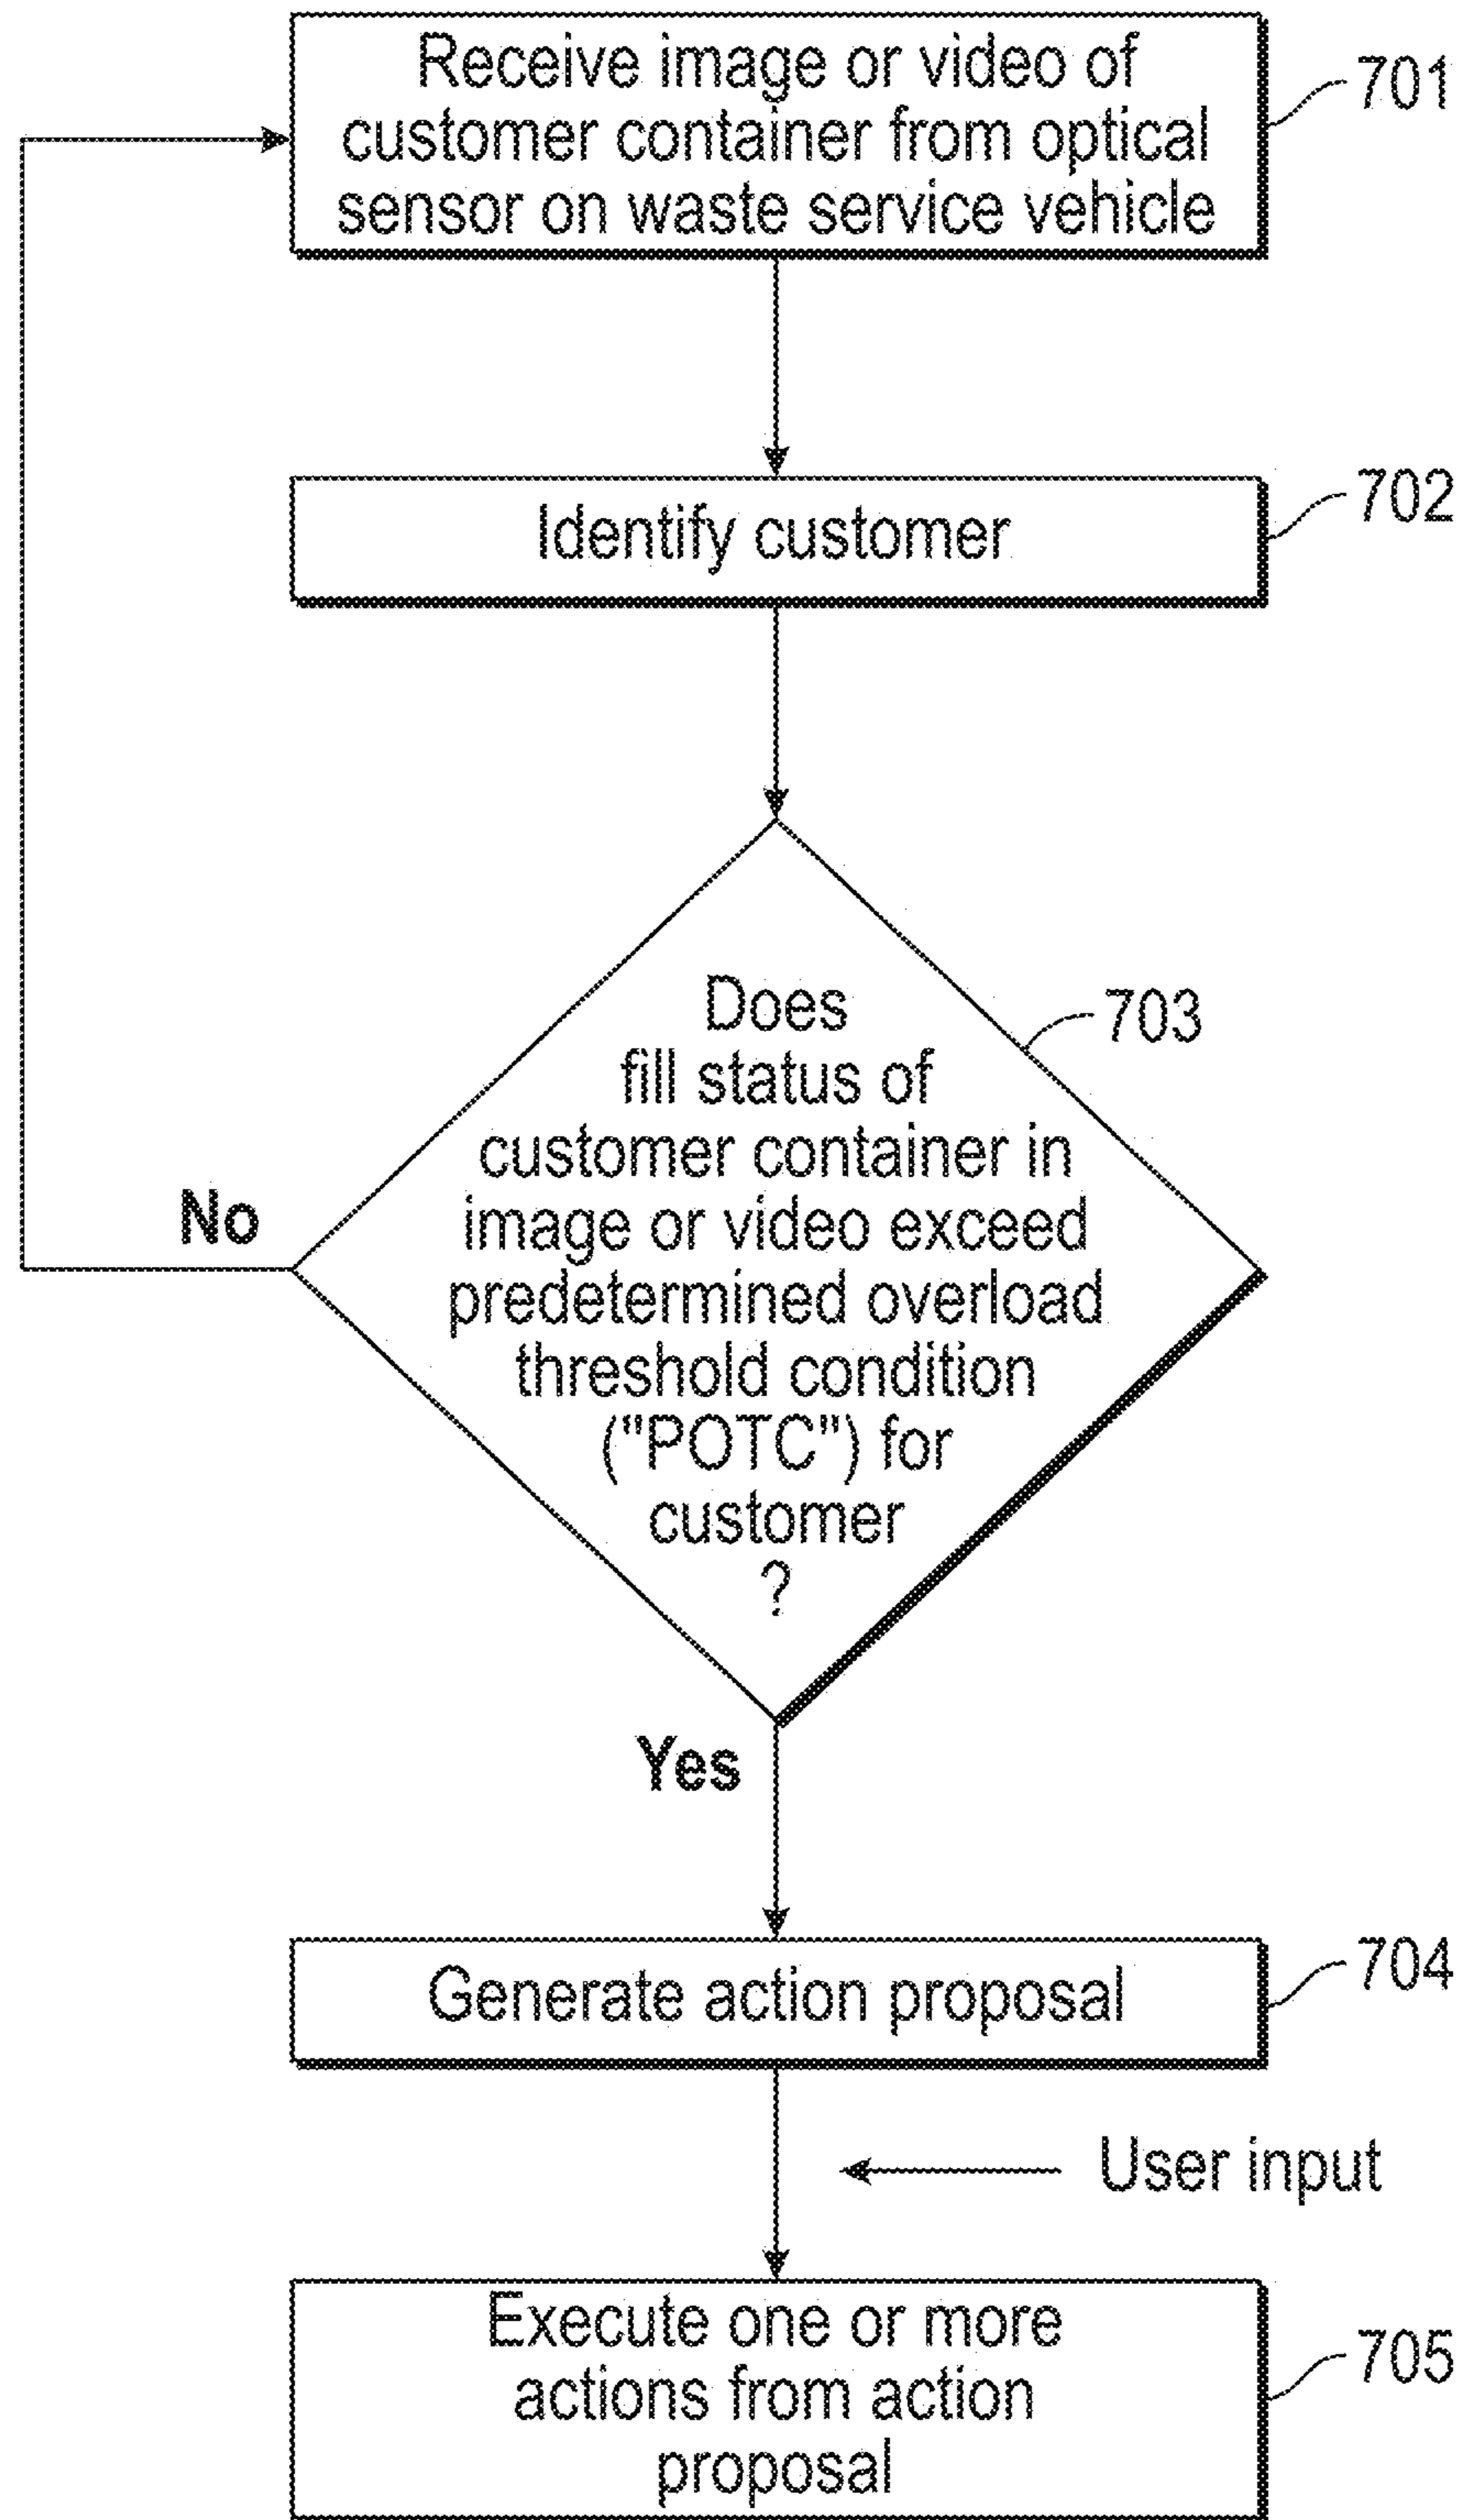 Receive image or video of
customer container from optical
sensor on waste service vehicle
701
Identify customer
702
Does
fill status of
customer container in
image or video exceed
predetermined overload
threshold condition
("POTC") for
customer
?
703
No
Yes
Generate action proposal
704
User input
Execute one or more
actions from action
proposal
705